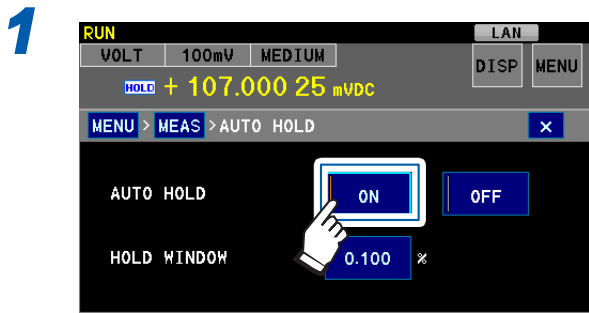 1
RUN LAN
VOLT 100mV MEDIUM DISP MENU
HOLD + 107.000 25 mVDC
MENU > MEAS > AUTO HOLD ×
AUTO HOLD ON OFF
HOLD WINDOW 0.100 %